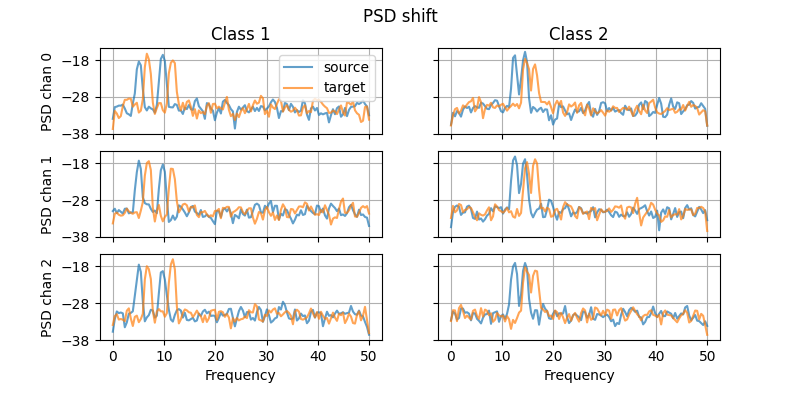 PSD shift
Class 1
Class 2
PSD chan 0
−18
−28
−38
source
target
PSD chan 1
−18
−28
−38
PSD chan 2
−18
−28
−38
0 10 20 30 40 50
0 10 20 30 40 50
Frequency
Frequency